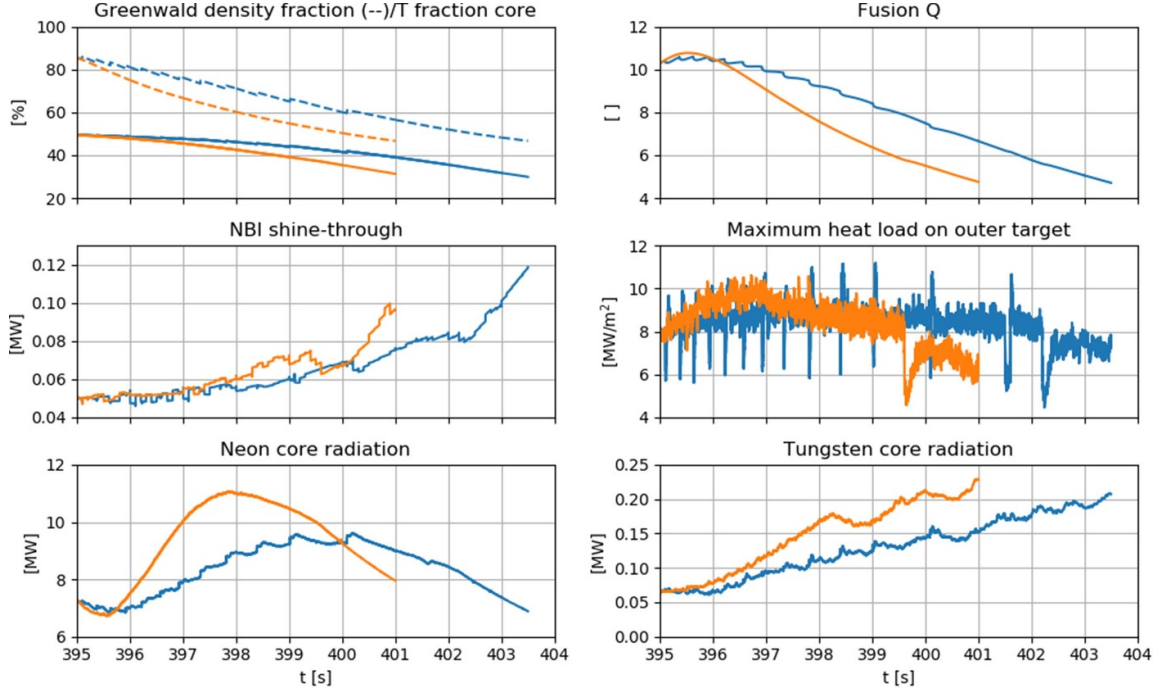 Greenwald density fraction (--)/T fraction core
[%]
100
80
60
40
20
Fusion Q
[ ]
12
10
8
6
4
NBI shine-through
[MW]
0.12
0.10
0.08
0.06
0.04
Maximum heat load on outer target
[MW/m²]
12
10
8
6
4
Neon core radiation
[MW]
12
10
8
6
395 396 397 398 399 400 401 402 403 404
t [s]
Tungsten core radiation
[MW]
0.25
0.20
0.15
0.10
0.05
0.00
395 396 397 398 399 400 401 402 403 404
t [s]